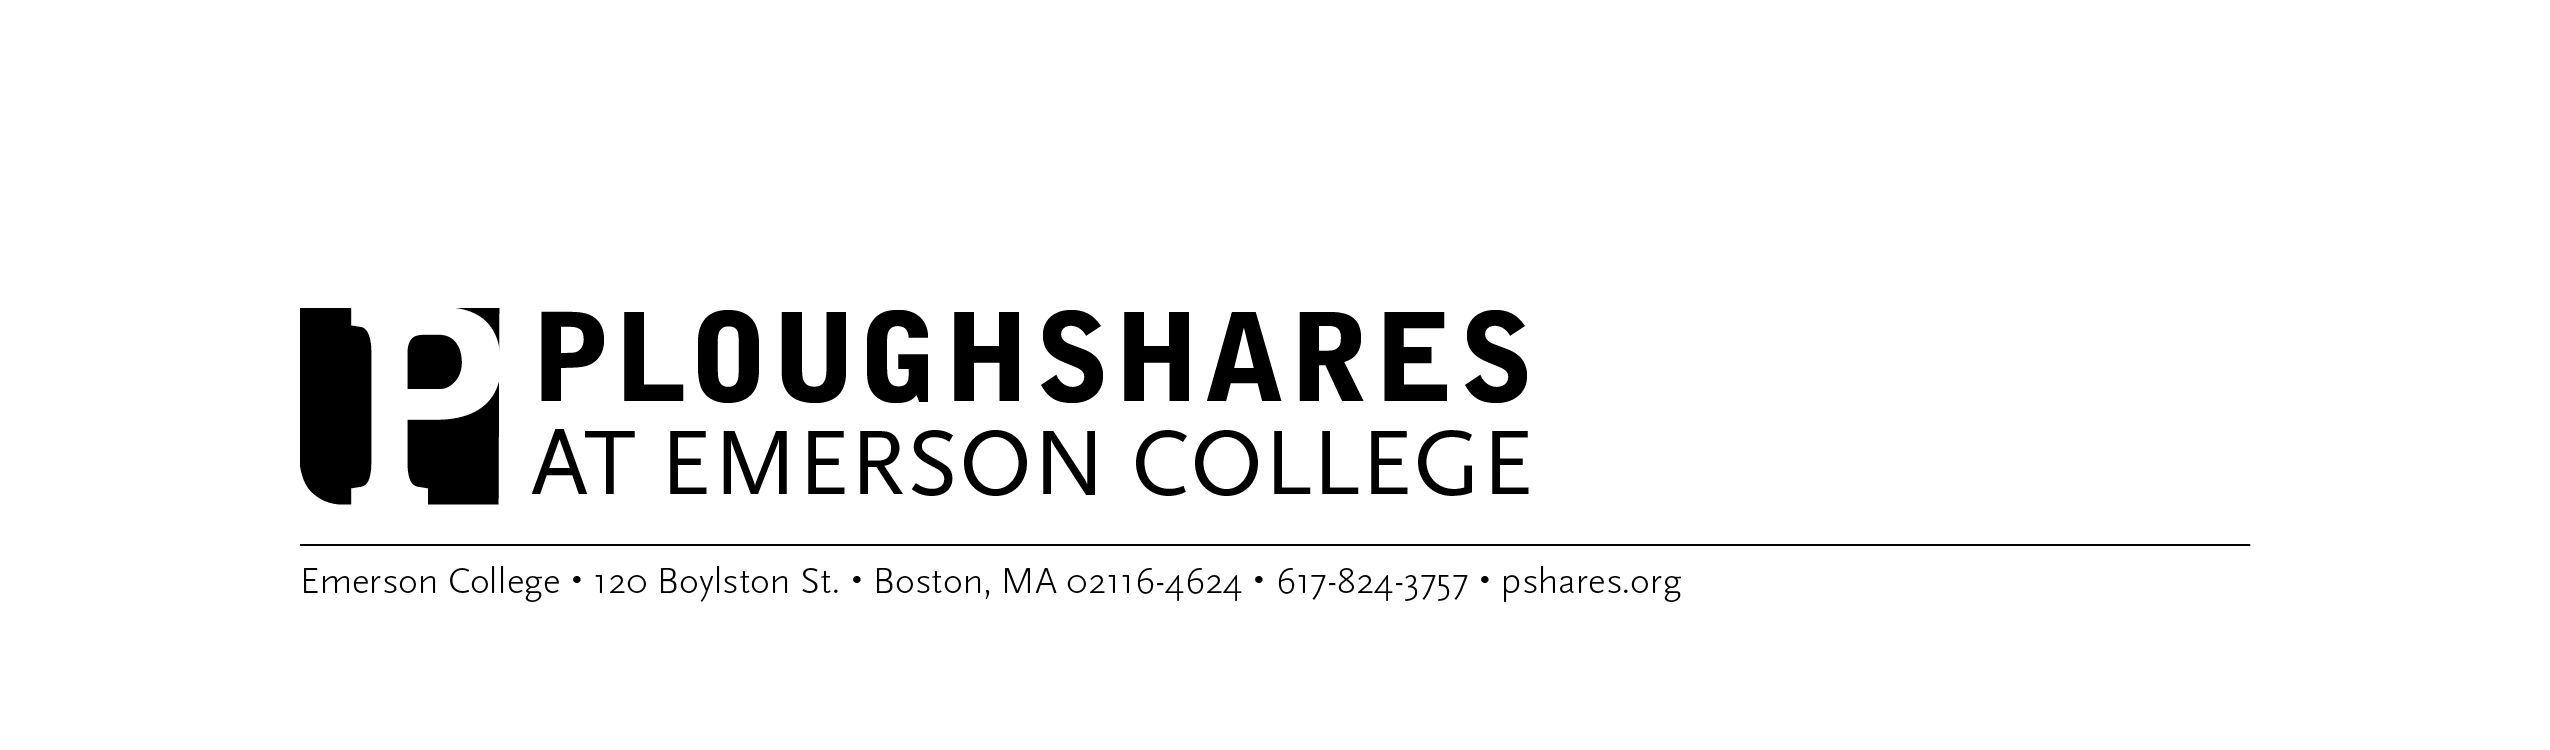 P PLOUGHSHARES
AT EMERSON COLLEGE
Emerson College • 120 Boylston St. • Boston, MA 02116-4624 • 617-824-3757 • pshares.org